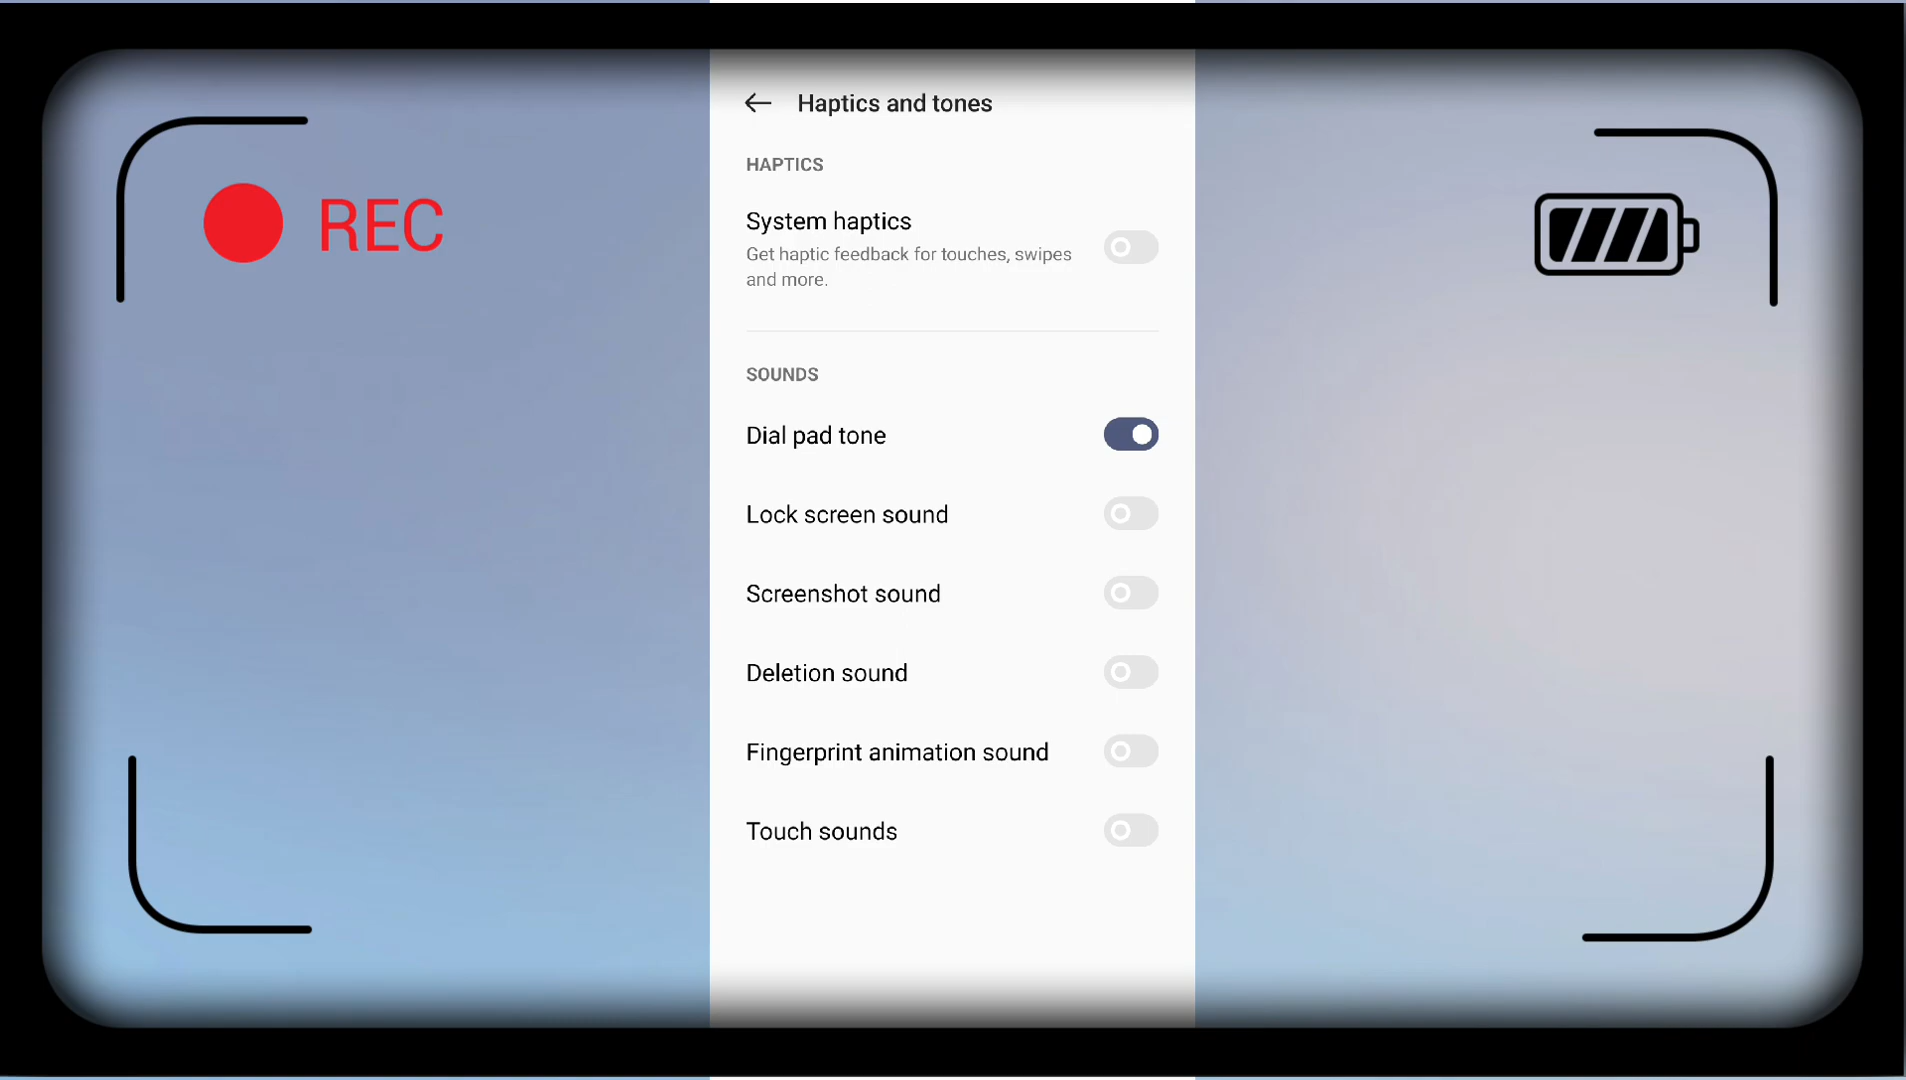 Haptics and tones
REC
HAPTICS
System haptics
Get haptic feedback for touches, swipes
and more.
SOUNDS
Dial pad tone
Lock screen sound
Screenshot sound
Deletion sound
Fingerprint animation sound
Touch sounds